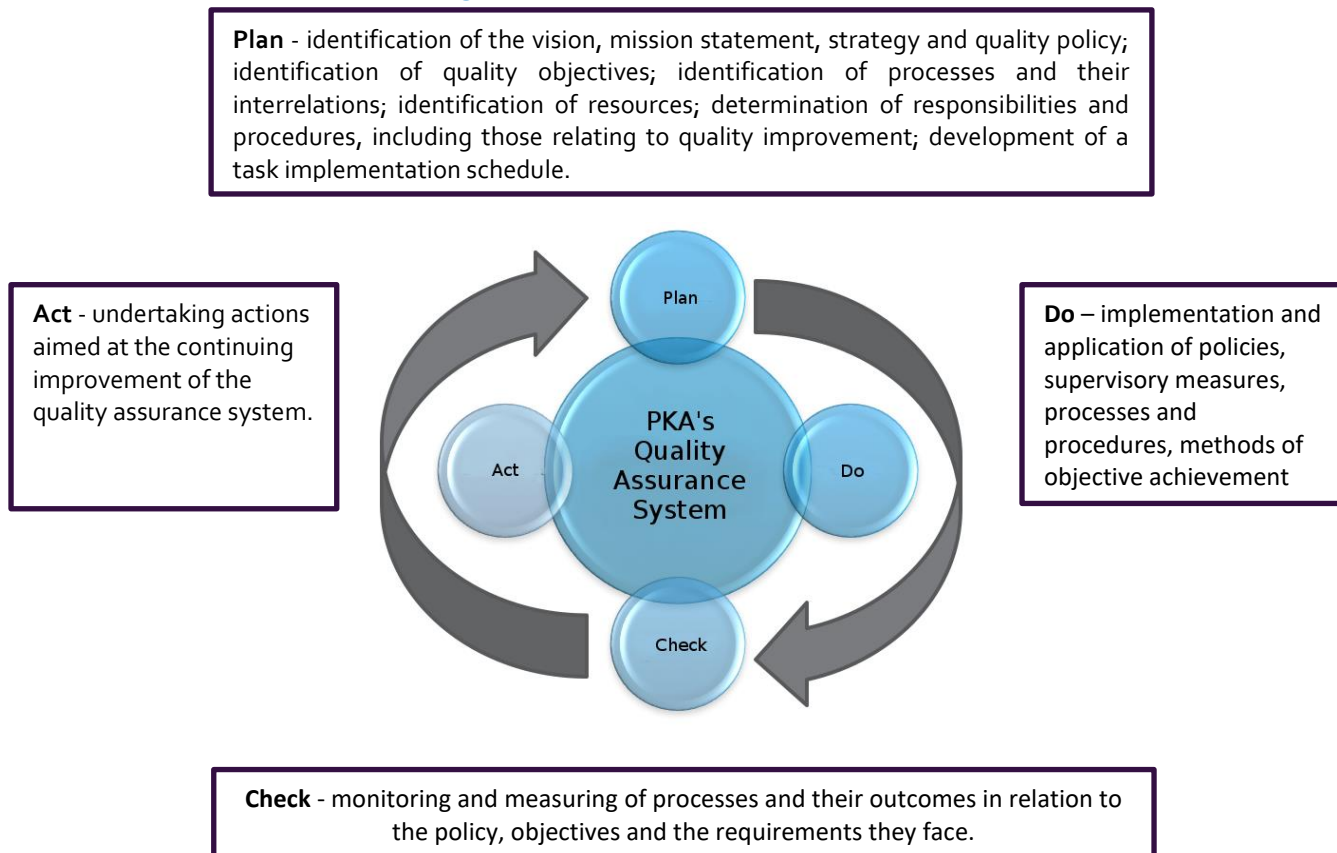 Plan - identification of the vision, mission statement, strategy and quality policy;
identification of quality objectives; identification of processes and their
interrelations; identification of resources; determination of responsibilities and
procedures, including those relating to quality improvement; development of a
task implementation schedule.
Plan
Act - undertaking actions
aimed at the continuing
improvement of the
quality assurance system.
Do – implementation and
application of policies,
supervisory measures,
processes and
procedures, methods of
objective achievement
Act
PKA's
Quality
Assurance
System
Do
Check
Check - monitoring and measuring of processes and their outcomes in relation to
the policy, objectives and the requirements they face.